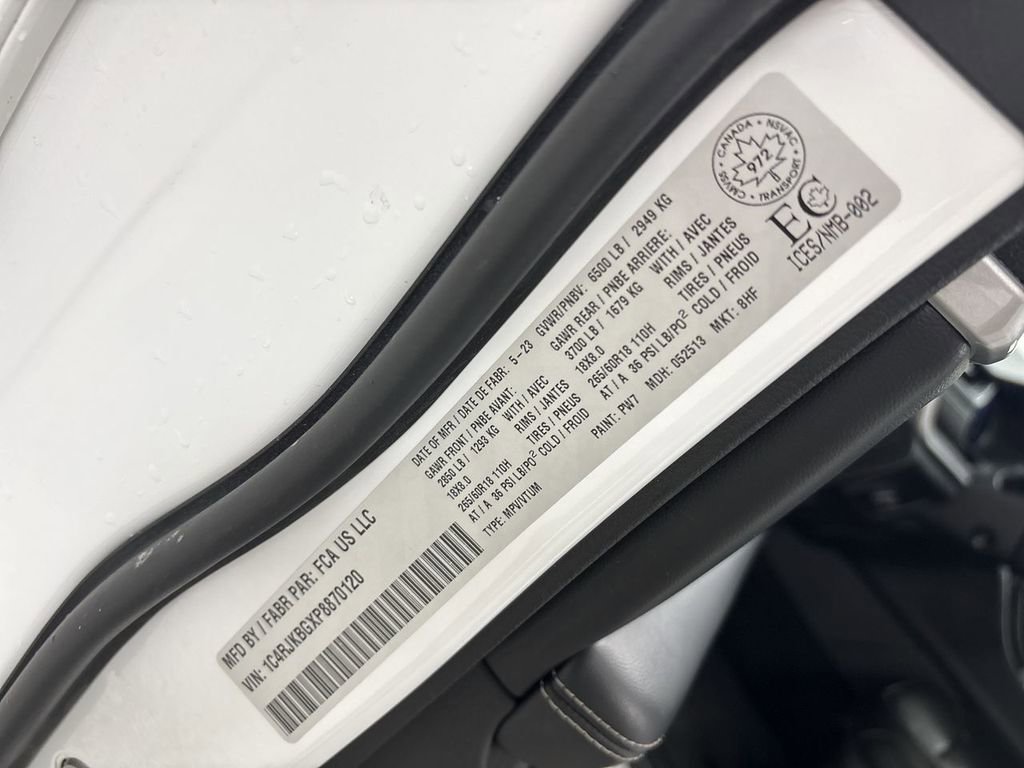 MFD BY / FABR PAR: FCA US LLC
DATE OF MFR / DATE DE FABR: 5-23 GVWR/PNBV: 6500 LB / 2949 KG
GAWR FRONT / PNBE AVANT: GAWR REAR / PNBE ARRIERE:
2850 LB / 1293 KG WITH / AVEC 3700 LB / 1679 KG WITH / AVEC
18X8.0 RIMS / JANTES 18X8.0 RIMS / JANTES
265/60R18 110H TIRES / PNEUS 265/60R18 110H TIRES / PNEUS
AT / A 36 PSI LB/PO² COLD / FROID AT / A 36 PSI LB/PO² COLD / FROID
VIN: 1C4RJKBGXP8870120
TYPE: MPV/VTUM PAINT: PW7 MDH: 052513 MKT: 8HF
CANADA • NSVAC • TRANSPORT • CMVSS •
972
EC
ICES/NMB-002